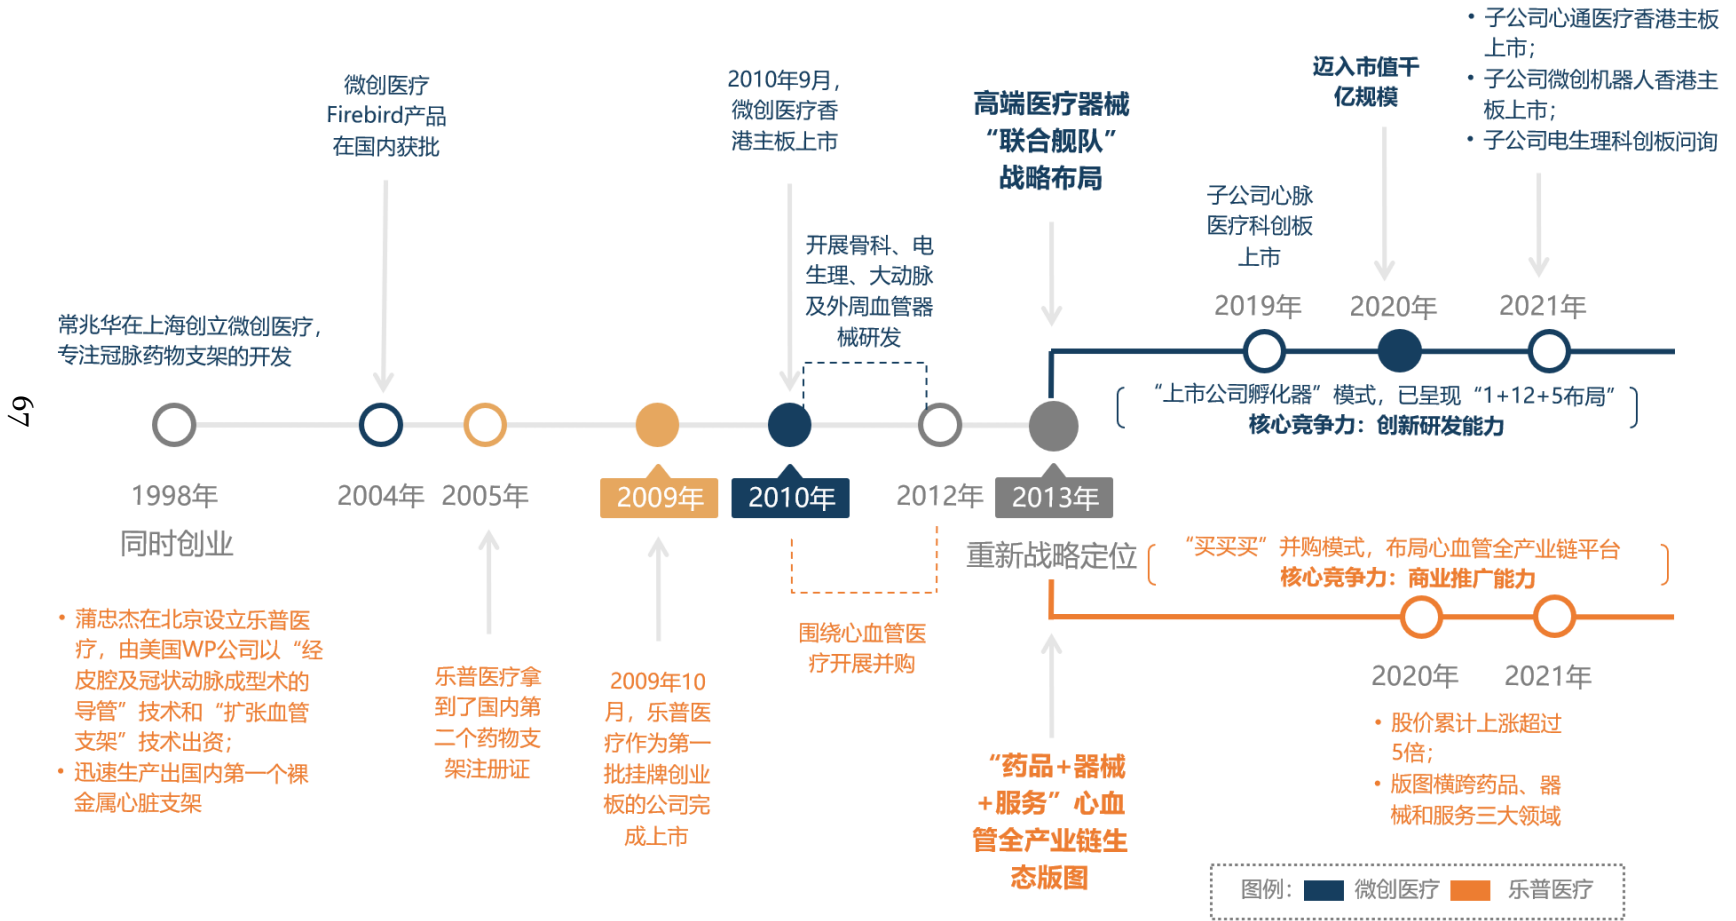 • 子公司心通医疗香港主板
上市；
• 子公司微创机器人香港主
板上市；
• 子公司电生理科创板问询
迈入市值千
亿规模
微创医疗
Firebird产品
在国内获批
2010年9月，
微创医疗香
港主板上市
高端医疗器械
“联合舰队”
战略布局
子公司心脉
医疗科创板
上市
开展骨科、电
生理、大动脉
及外周血管器
械研发
常兆华在上海创立微创医疗，
专注冠脉药物支架的开发
2019年
2020年
2021年
“上市公司孵化器”模式，已呈现“1+12+5布局”
核心竞争力：创新研发能力
67
1998年
2004年
2005年
2009年
2010年
2012年
2013年
同时创业
重新战略定位
“买买买”并购模式，布局心血管全产业链平台
核心竞争力：商业推广能力
• 蒲忠杰在北京设立乐普医
疗，由美国WP公司以“经
皮腔及冠状动脉成型术的
导管”技术和“扩张血管
支架”技术出资；
• 迅速生产出国内第一个裸
金属心脏支架
乐普医疗拿
到了国内第
二个药物支
架注册证
2009年10
月，乐普医
疗作为第一
批挂牌创业
板的公司完
成上市
围绕心血管医
疗开展并购
“药品+器械
+服务”心血
管全产业链生
态版图
2020年
2021年
• 股价累计上涨超过
5倍；
• 版图横跨药品、器
械和服务三大领域
图例： 微创医疗 乐普医疗